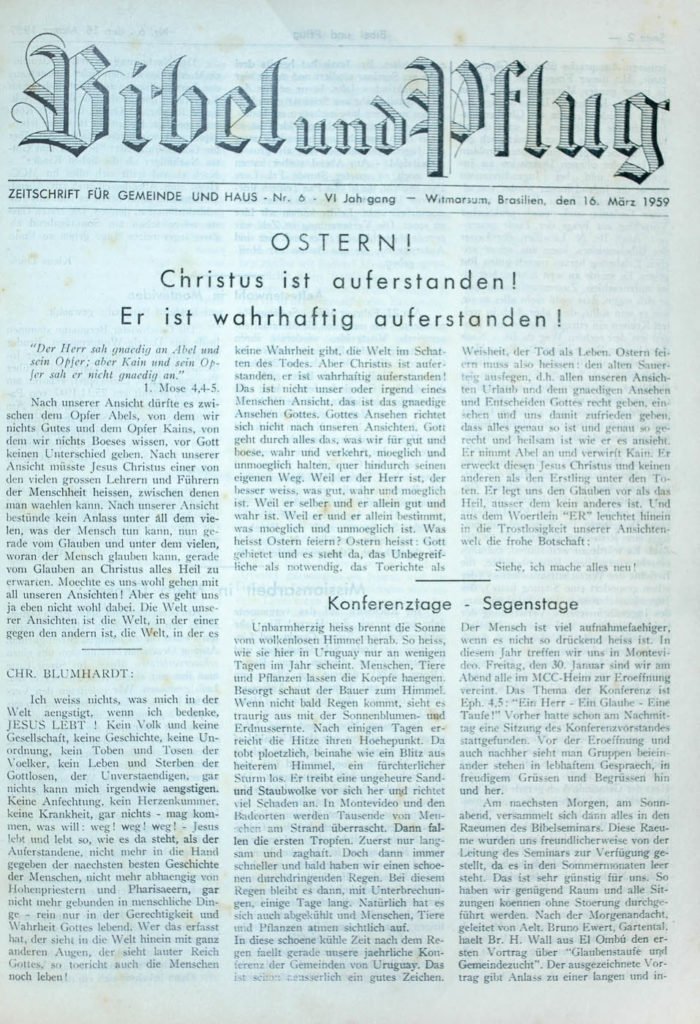 Bibel und Pflug
ZEITSCHRIFT FÜR GEMEINDE UND HAUS - Nr. 6 - VI Jahrgang — Witmarsum, Brasilien, den 16. März 1959
OSTERN!
Christus ist auferstanden!
Er ist wahrhaftig auferstanden!
"Der Herr sah gnaedig an Abel und
sein Opfer; aber Kain und sein Op-
fer sah er nicht gnaedig an."
1. Mose 4,4-5.
Nach unserer Ansicht dürfte es zwi-
schen dem Opfer Abels, von dem wir
nichts Gutes und dem Opfer Kains, von
dem wir nichts Boeses wissen, vor Gott
keinen Unterschied geben. Nach unserer
Ansicht müsste Jesus Christus einer von
den vielen grossen Lehrern und Führern
der Menschheit heissen, zwischen denen
man waehlen kann. Nach unserer Ansicht
bestünde kein Anlass unter all dem vie-
len, was der Mensch tun kann, nun ge-
rade vom Glauben und unter dem vielen,
woran der Mensch glauben kann, gerade
vom Glauben an Christus alles Heil zu
erwarten. Moechte es uns wohl gehen mit
all unseren Ansichten! Aber es geht uns
ja eben nicht wohl dabei. Die Welt unse-
rer Ansichten ist die Welt, in der einer
gegen den andern ist, die Welt, in der es
keine Wahrheit gibt, die Welt im Schat-
ten des Todes. Aber Christus ist aufer-
standen, er ist wahrhaftig auferstanden!
Das ist nicht unser oder irgend eines
Menschen Ansicht, das ist das gnaedige
Ansehen Gottes. Gottes Ansehen richtet
sich nicht nach unseren Ansichten. Gott
geht durch alles das, was wir für gut und
boese, wahr und verkehrt, moeglich und
unmoeglich halten, quer hindurch seinen
eigenen Weg. Weil er der Herr ist, der
besser weiss, was gut, wahr und moeglich
ist. Weil er selber und er allein gut und
wahr ist. Weil er und er allein bestimmt,
was moeglich und unmoeglich ist. Was
heisst Ostern feiern? Ostern heisst: Gott
gebietet und es steht da, das Unbegreif-
liche als notwendig, das Toerichte als
Weisheit, der Tod als Leben. Ostern fei-
ern muss also heissen: den alten Sauer-
teig ausfegen, d.h. allen unseren Ansich-
ten Urlaub und dem gnaedigen Ansehen
und Entscheiden Gottes recht geben, ein-
sehen und uns damit zufrieden geben,
dass alles genau so ist und genau so ge-
recht und heilsam ist wie er es ansieht.
Er nimmt Abel an und verwirft Kain. Er
erweckt diesen Jesus Christus und keinen
anderen als den Erstling unter den To-
ten. Er legt uns den Glauben vor als das
Heil, ausser dem kein anderes ist. Und
aus dem Woertlein "ER" leuchtet hinein
in die Trostlosigkeit unserer Ansichten-
welt die frohe Botschaft:
Siehe, ich mache alles neu!
CHR. BLUMHARDT:
Ich weiss nichts, was mich in der
Welt aengstigt, wenn ich bedenke,
JESUS LEBT! Kein Volk und keine
Gesellschaft, keine Geschichte, keine Un-
ordnung, kein Toben und Tosen der
Voelker, kein Leben und Sterben der
Gottlosen, der Unverstaendigen, gar
nichts kann mich irgendwie aengstigen.
Keine Anfechtung, kein Herzenkummer,
keine Krankheit, gar nichts - mag kom-
men, was will: weg! weg! weg! - Jesus
lebt und lebt so, wie es da steht, als der
Auferstandene, nicht mehr in die Hand
gegeben der naechsten besten Geschichte
der Menschen, nicht mehr abhaengig von
Hohenpriestern und Pharisaeern, gar
nicht mehr gebunden in menschliche Din-
ge - rein nur in der Gerechtigkeit und
Wahrheit Gottes lebend. Wer das erfasst
hat, der sieht in die Welt hinein mit ganz
anderen Augen, der sieht lauter Reich
Gottes, so toericht auch die Menschen
noch leben!
Konferenztage - Segenstage
Unbarmherzig heiss brennt die Sonne
vom wolkenlosen Himmel herab. So heiss,
wie sie hier in Uruguay nur an wenigen
Tagen im Jahr scheint. Menschen, Tiere
und Pflanzen lassen die Koepfe haengen.
Besorgt schaut der Bauer zum Himmel.
Wenn nicht bald Regen kommt, sieht es
traurig aus mit der Sonnenblumen- und
Erdnussernte. Nach einigen Tagen er-
reicht die Hitze ihren Hoehepunkt. Da
tobt ploetzlich, beinahe wie ein Blitz aus
heiterem Himmel, ein fürchterlicher
Sturm los. Er treibt eine ungeheure Sand-
und Staubwolke vor sich her und richtet
viel Schaden an. In Montevideo und den
Badeorten werden Tausende von Men-
schen am Strand überrascht. Dann fal-
len die ersten Tropfen. Zuerst nur lang-
sam und zaghaft. Doch dann immer
schneller und bald haben wir einen schoe-
nen durchdringenden Regen. Bei diesem
Regen bleibt es dann, mit Unterbrechun-
gen, einige Tage lang. Natürlich hat es
sich auch abgekühlt und Menschen, Tiere
und Pflanzen atmen sichtlich auf.
In diese schoene kühle Zeit nach dem Re-
gen faellt gerade unsere jaehrliche Konfe-
renz der Gemeinden von Uruguay. Das
ist schon aeusserlich ein gutes Zeichen.
Der Mensch ist viel aufnahmefaehiger,
wenn es nicht so drückend heiss ist. In
diesem Jahr treffen wir uns in Montevi-
deo. Freitag, den 30. Januar sind wir am
Abend alle im MCC-Heim zur Eroeffnung
vereint. Das Thema der Konferenz ist
Eph. 4,5: "Ein Herr - Ein Glaube - Eine
Taufe!" Vorher hatte schon am Nachmit-
tag eine Sitzung des Konferenzvorstandes
stattgefunden. Vor der Eroeffnung und
auch nachher sieht man Gruppen beiein-
ander stehen in lebhaftem Gespraech, in
freudigem Grüssen und Begrüssen hin
und her.
Am naechsten Morgen, am Sonn-
abend, versammelt sich dann alles in den
Raeumen des Bibelseminars. Diese Raeu-
me wurden uns freundlicherweise von der
Leitung des Seminars zur Verfügung ge-
stellt, da es in den Sommermonaten leer
steht. Das ist sehr günstig für uns. So
haben wir genügend Raum und alle Sit-
zungen koennen ohne Stoerung durchge-
führt werden. Nach der Morgenandacht,
geleitet von Aelt. Bruno Ewert, Gartental,
haelt Br. H. Wall aus El Ombú den er-
sten Vortrag über "Glaubenstaufe und
Gemeindezucht". Der ausgezeichnete Vor-
trag gibt Anlass zu einer langen und in-